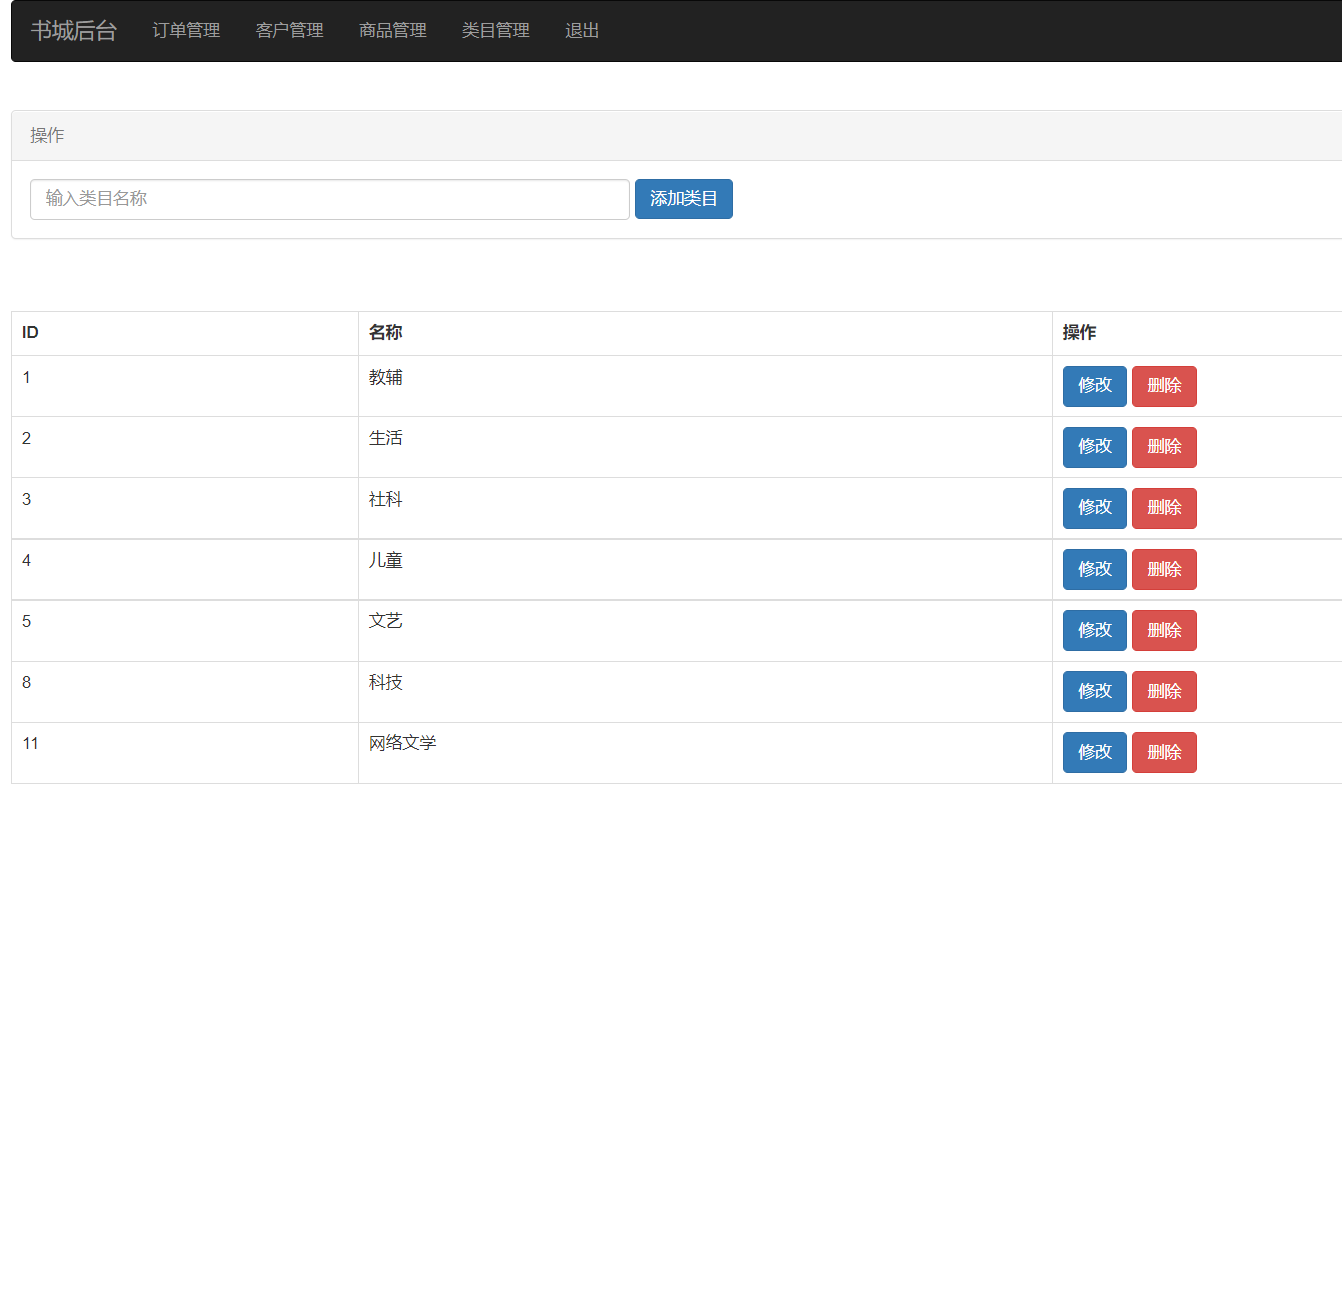 书城后台 订单管理 客户管理 商品管理 类目管理 退出
操作
输入类目名称 添加类目
ID 名称 操作
1 教辅 修改 删除
2 生活 修改 删除
3 社科 修改 删除
4 儿童 修改 删除
5 文艺 修改 删除
8 科技 修改 删除
11 网络文学 修改 删除